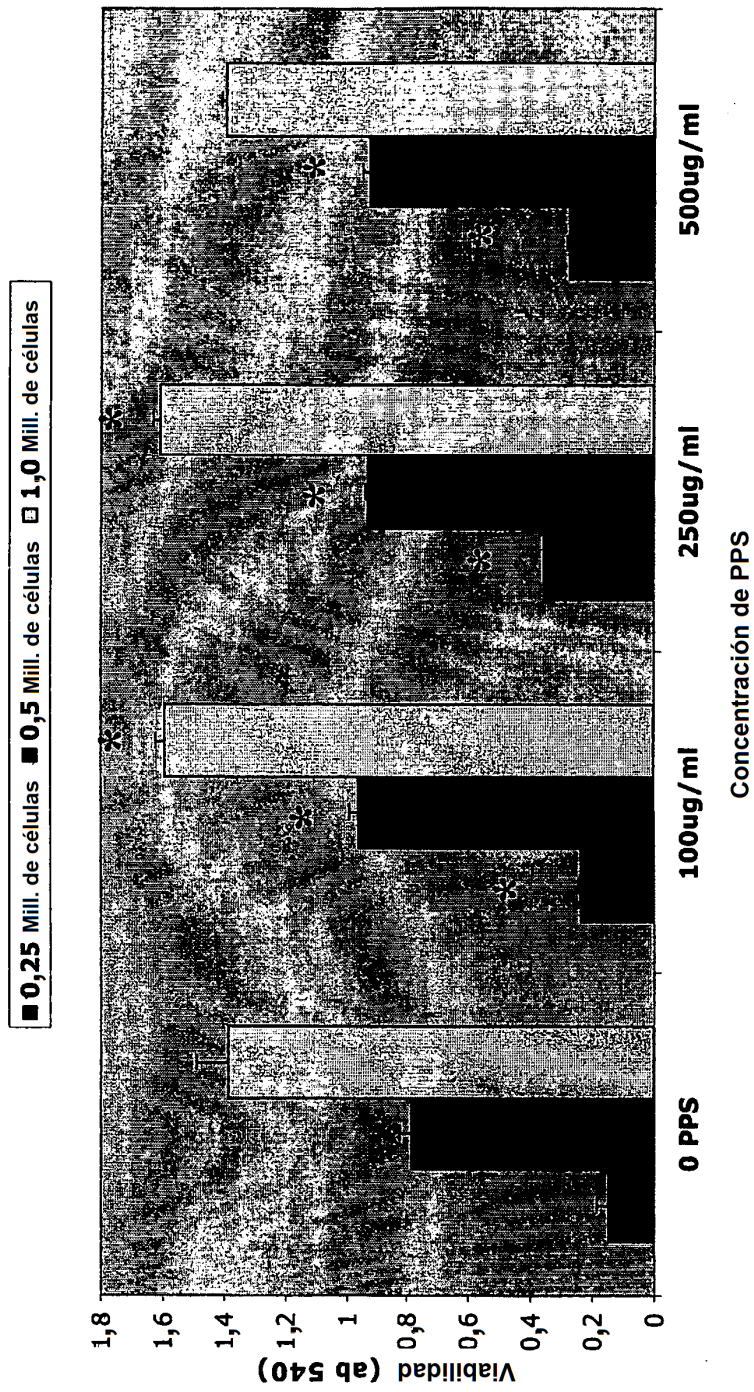 ■ 0,25 Mill. de células ■ 0,5 Mill. de células □ 1,0 Mill. de células
Viabilidad (ab 540)
1,8
1,6
1,4
1,2
1
0,8
0,6
0,4
0,2
0
* * * * * * * *
0 PPS 100ug/ml 250ug/ml 500ug/ml
Concentración de PPS